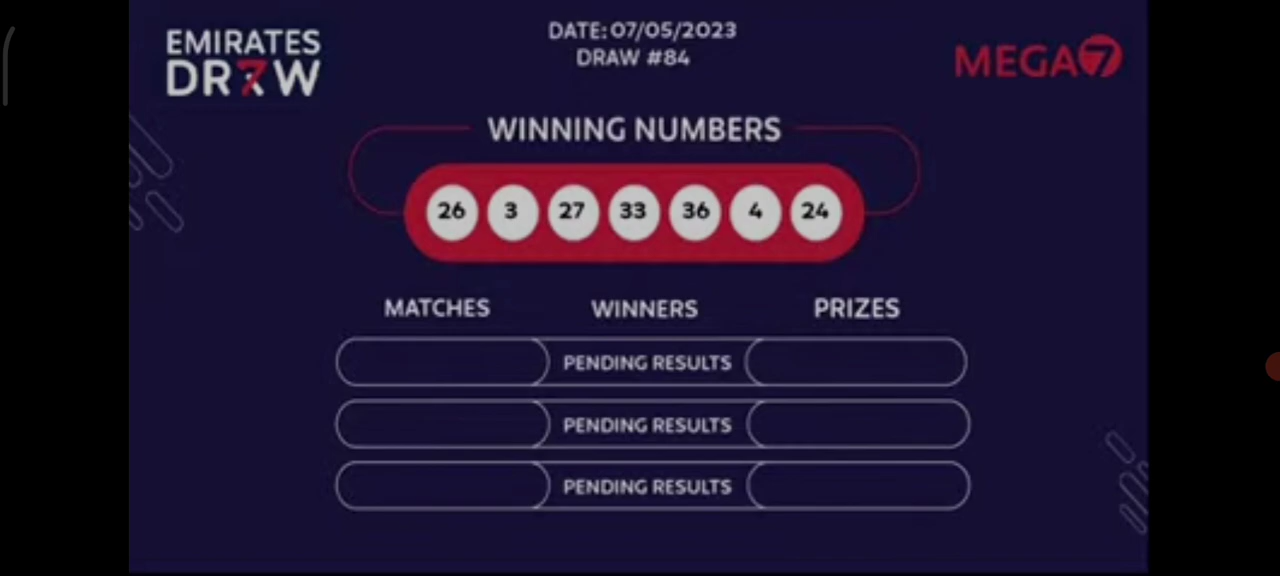 EMIRATES
DR7W
DATE: 07/05/2023
DRAW #84
MEGA7
WINNING NUMBERS
26 3 27 33 36 4 24
MATCHES WINNERS PRIZES
PENDING RESULTS
PENDING RESULTS
PENDING RESULTS